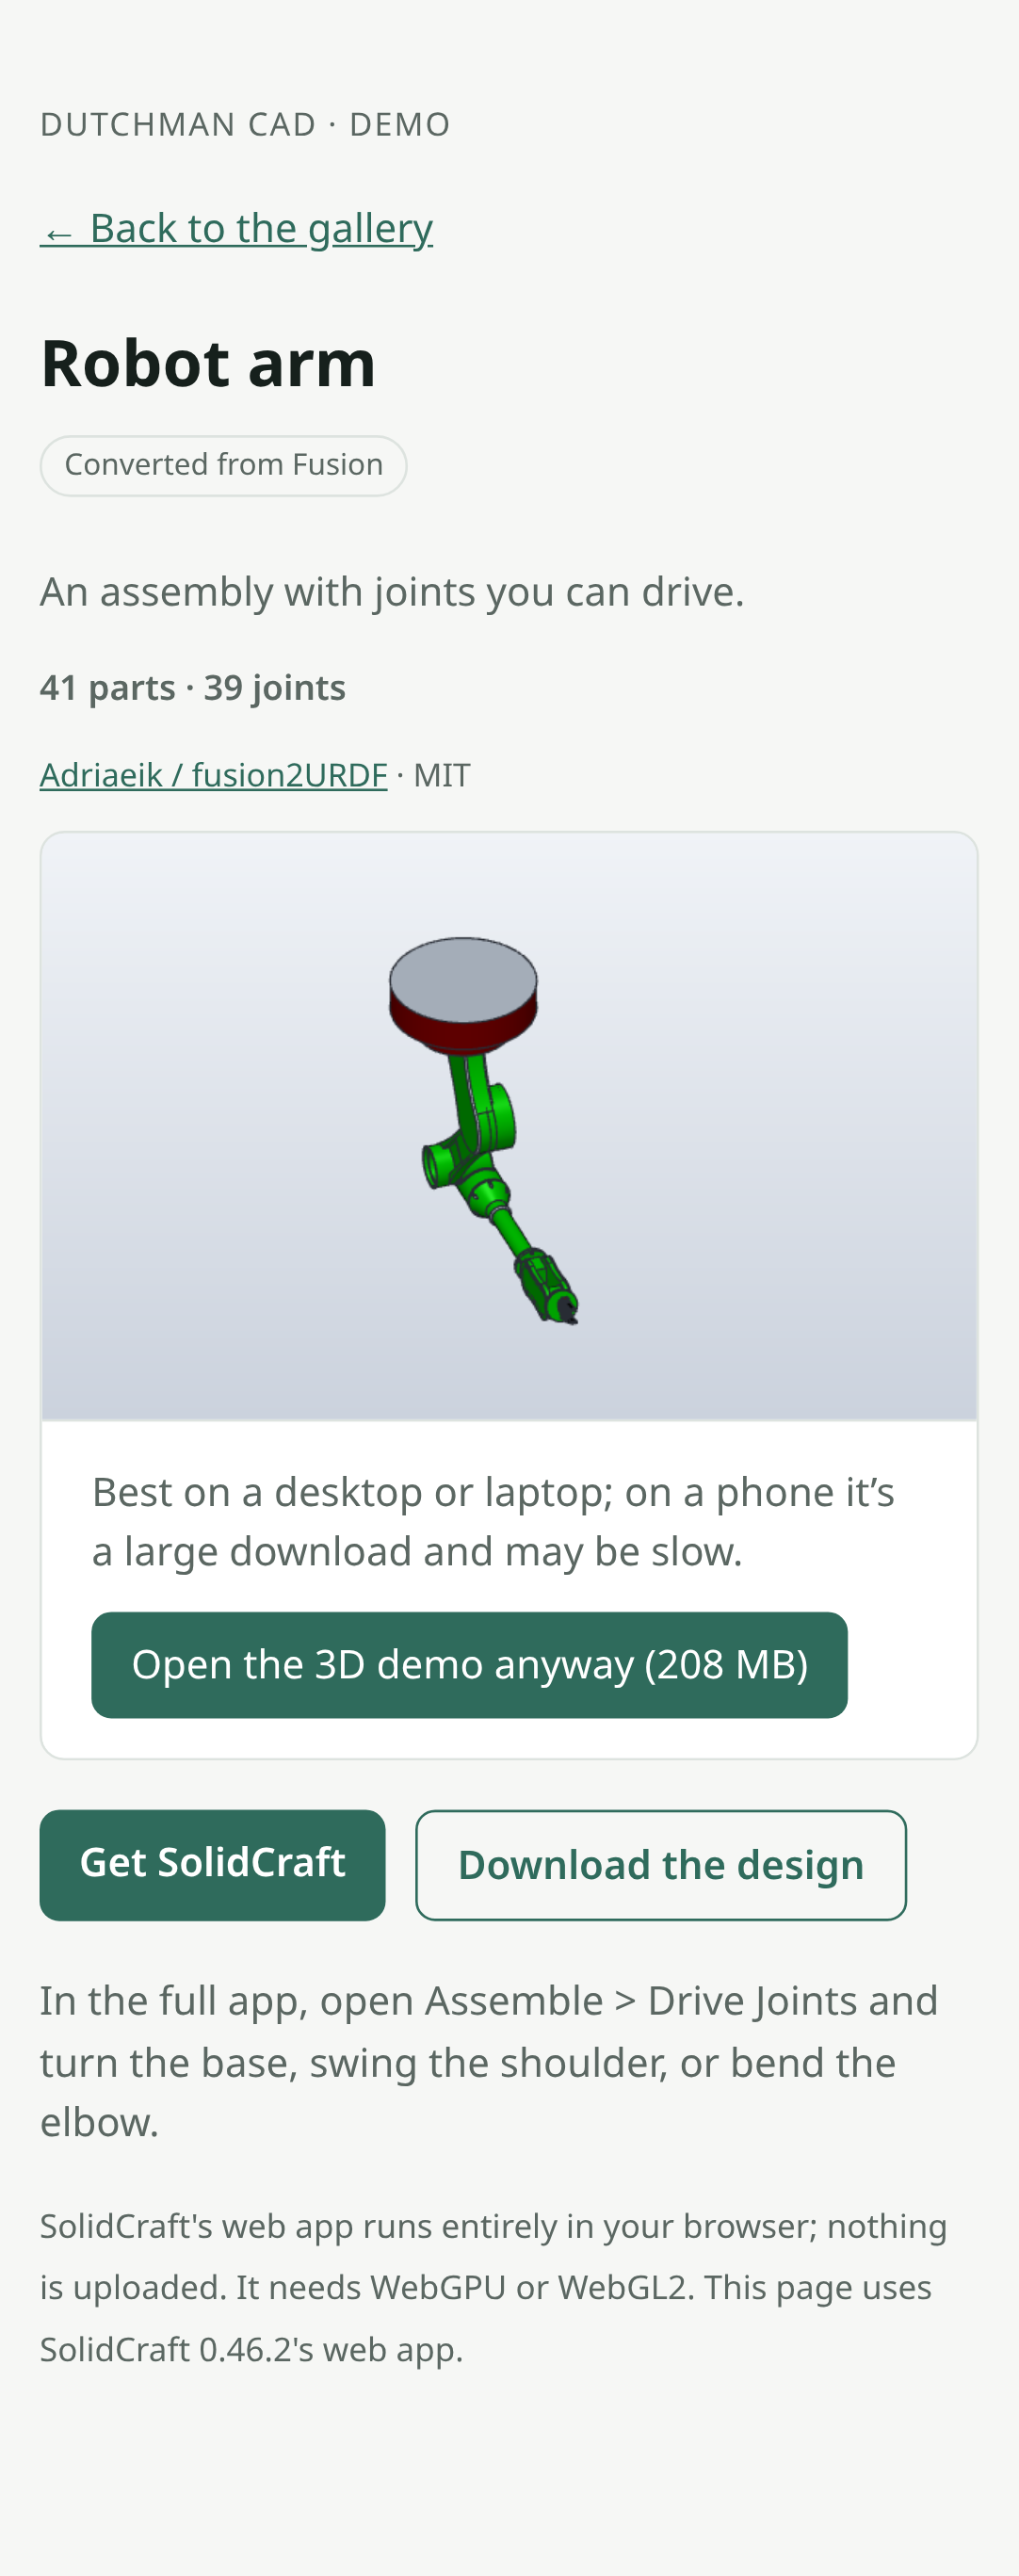 DUTCHMAN CAD · DEMO
← Back to the gallery
Robot arm
Converted from Fusion
An assembly with joints you can drive.
41 parts · 39 joints
Adriaeik / fusion2URDF · MIT
Best on a desktop or laptop; on a phone it’s
a large download and may be slow.
Open the 3D demo anyway (208 MB)
Get SolidCraft
Download the design
In the full app, open Assemble > Drive Joints and
turn the base, swing the shoulder, or bend the
elbow.
SolidCraft's web app runs entirely in your browser; nothing
is uploaded. It needs WebGPU or WebGL2. This page uses
SolidCraft 0.46.2's web app.